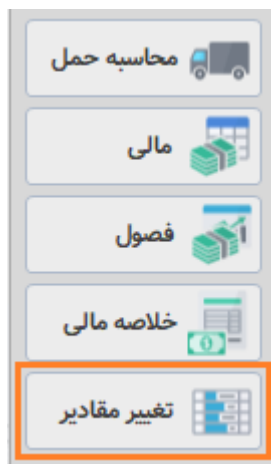 محاسبه حمل
مالی
فصول
خلاصه مالی
تغییر مقادیر